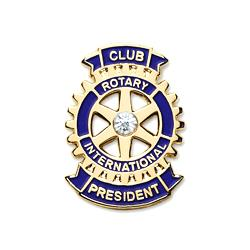 CLUB
ROTARY
INTERNATIONAL
PRESIDENT